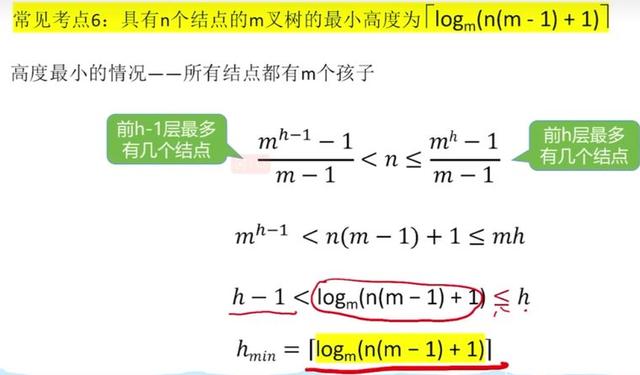 常见考点6：具有n个结点的m叉树的最小高度为⌈logₘ(n(m - 1) + 1)⌉
高度最小的情况——所有结点都有m个孩子
前h-1层最多
有几个结点
(mʰ⁻¹ − 1)/(m − 1) < n ≤ (mʰ − 1)/(m − 1)
前h层最多
有几个结点
mʰ⁻¹ < n(m − 1) + 1 ≤ mh
h − 1 < logₘ(n(m − 1) + 1) ≤ h
hₘᵢₙ = ⌈logₘ(n(m − 1) + 1)⌉